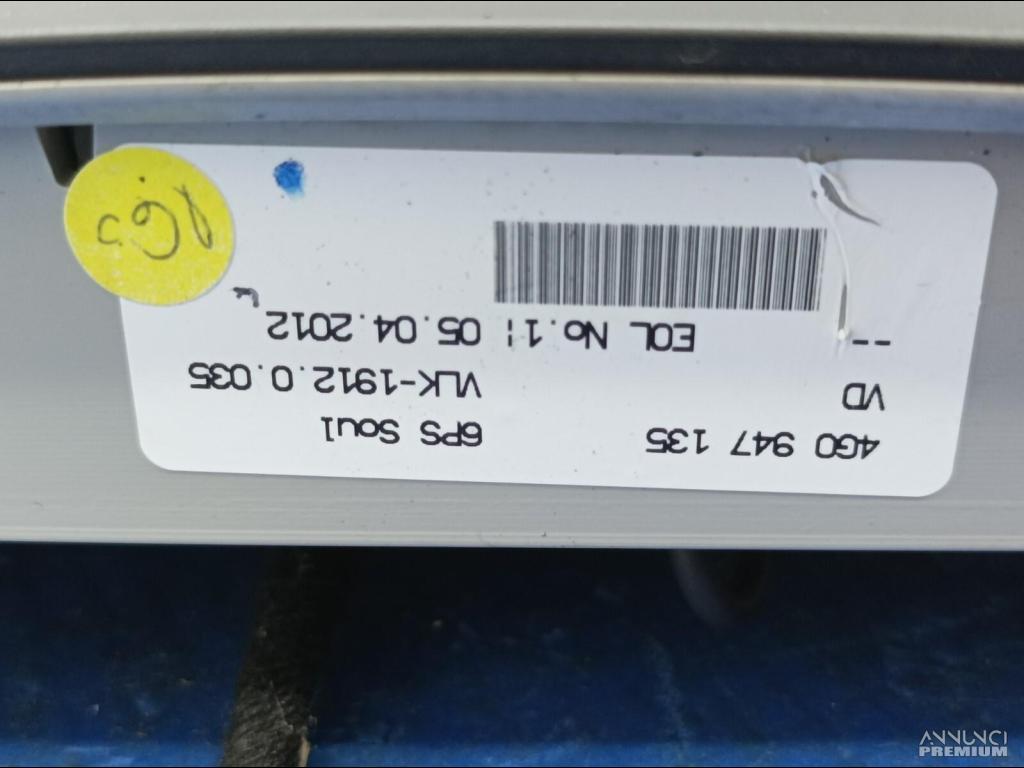 4G0 947 135 GPS Soul
VD VLK-1912.0.035
-- EOL No.1¦ 05.04.2012
ANNUNCI
PREMIUM